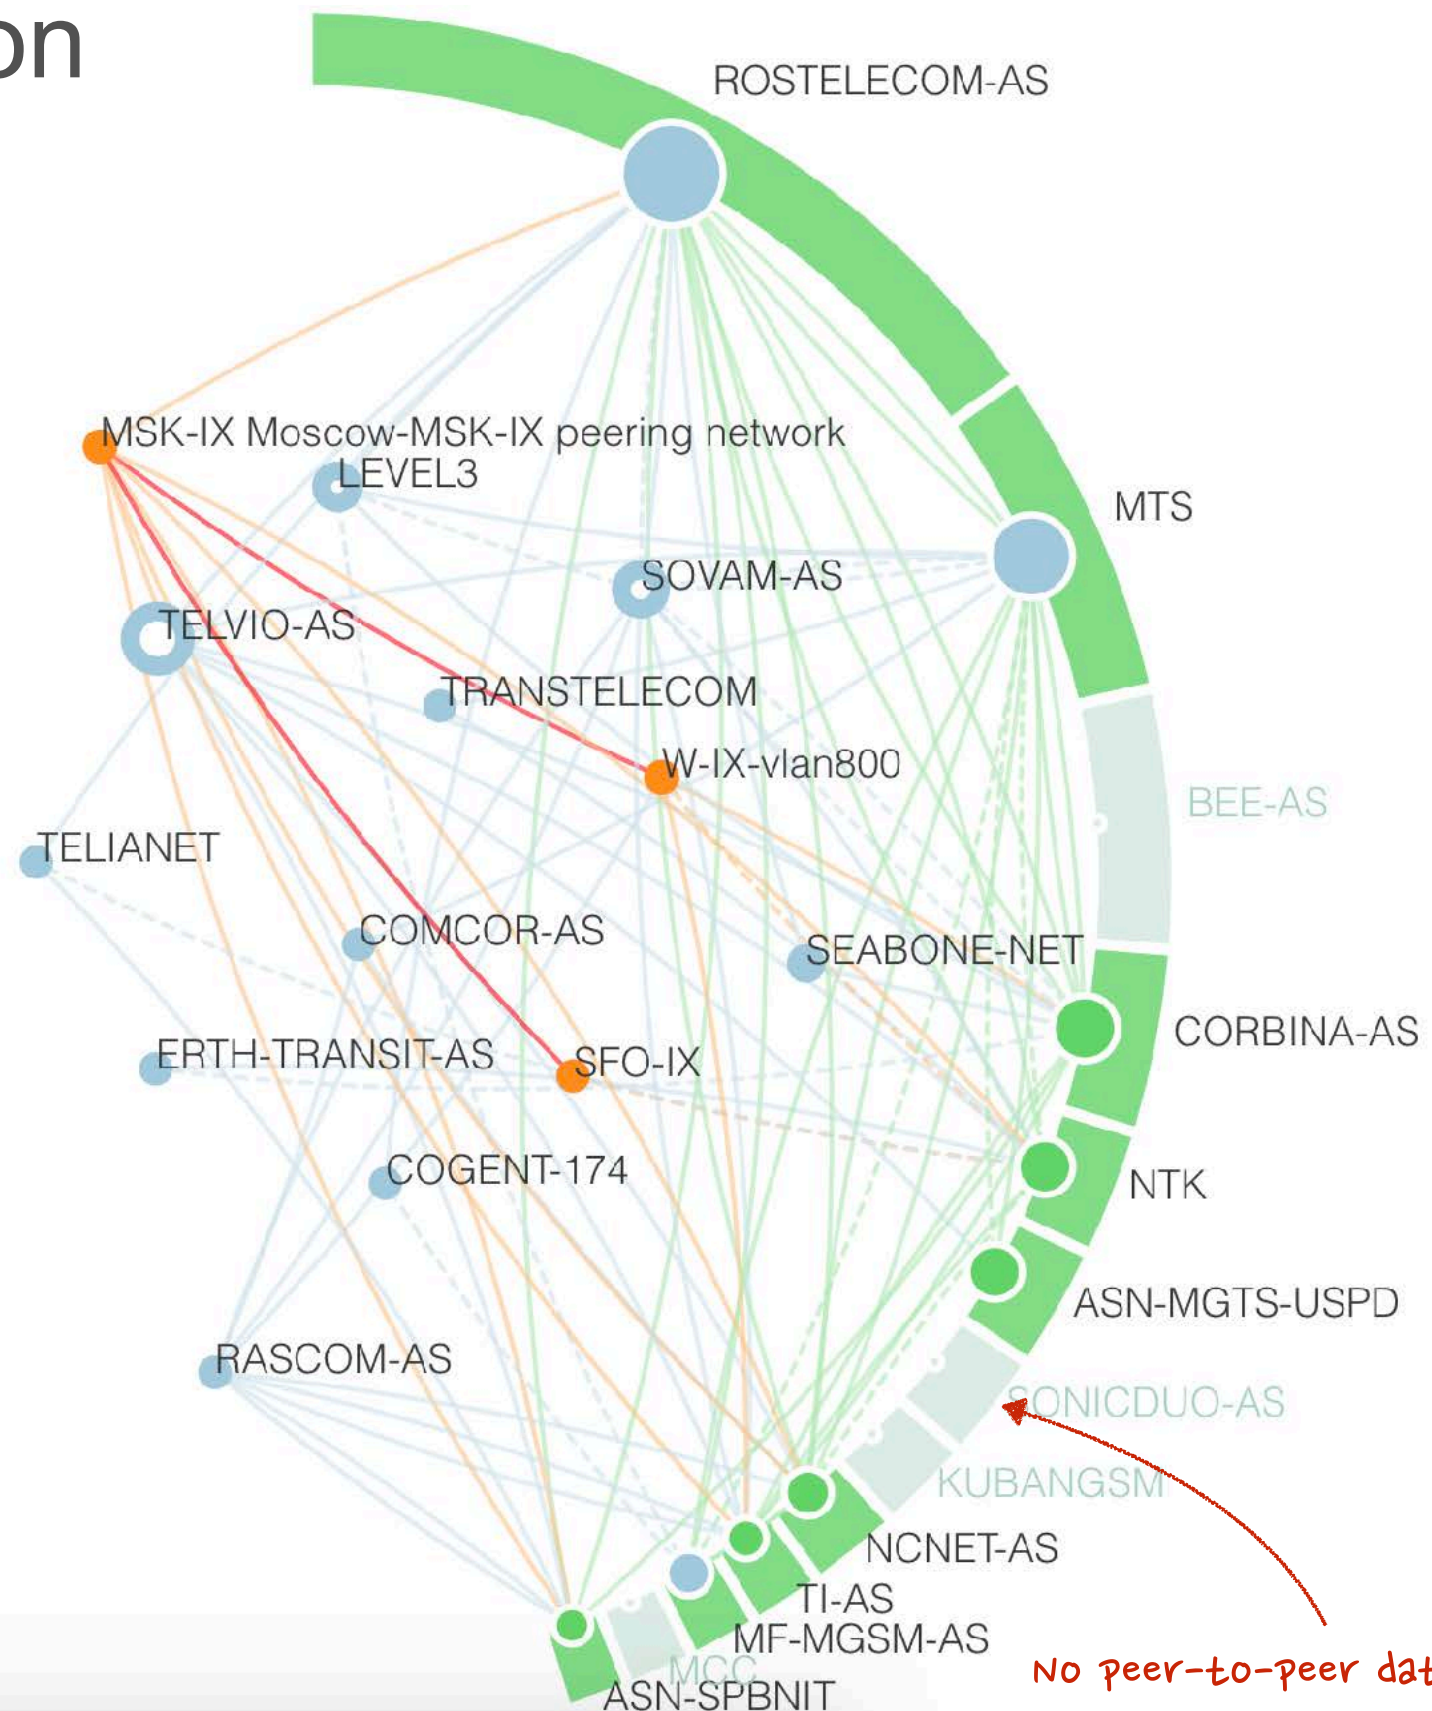 on
ROSTELECOM-AS
MSK-IX Moscow-MSK-IX peering network
LEVEL3
MTS
SOVAM-AS
TELVIO-AS
TRANSTELECOM
W-IX-vlan800
BEE-AS
TELIANET
COMCOR-AS
SEABONE-NET
CORBINA-AS
ERTH-TRANSIT-AS
SFO-IX
COGENT-174
NTK
ASN-MGTS-USPD
RASCOM-AS
SONICDUO-AS
KUBANGSM
NCNET-AS
TI-AS
MF-MGSM-AS
MCC
ASN-SPBNIT
No peer-to-peer dat